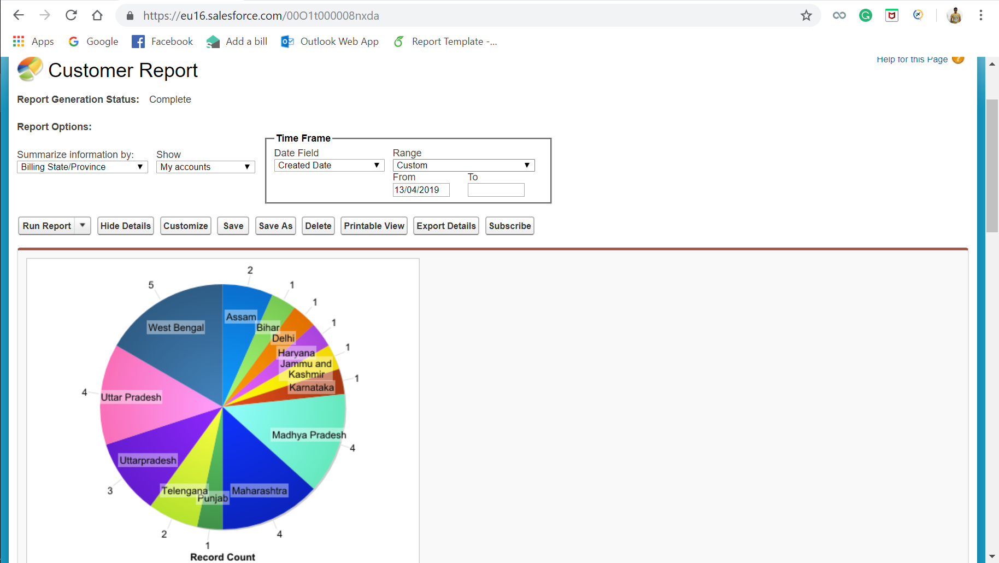 https://eu16.salesforce.com/00O1t000008nxda
Apps Google Facebook Add a bill Outlook Web App Report Template -...
Help for this Page
Customer Report
Report Generation Status: Complete
Report Options:
Time Frame
Summarize information by: Show Date Field Range
Billing State/Province My accounts Created Date Custom
From To
13/04/2019
Run Report Hide Details Customize Save Save As Delete Printable View Export Details Subscribe
2
5 1
1
Assam
West Bengal Bihar 1
Delhi
1
Haryana
Jammu and
Kashmir
1
Karnataka
4
Uttar Pradesh
Madhya Pradesh
4
Uttarpradesh
3
Telengana Maharashtra
Punjab
2 4
1
Record Count